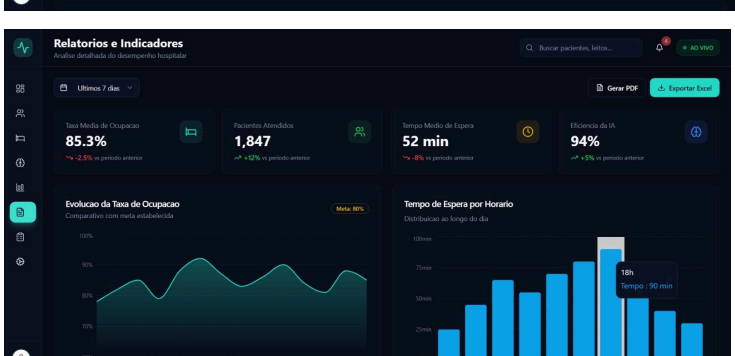 Relatorios e Indicadores
Analise detalhada do desempenho hospitalar
Buscar pacientes, leitos...
4
AO VIVO
Ultimos 7 dias
Gerar PDF
Exportar Excel
Taxa Media de Ocupacao
85.3%
-2.5% vs periodo anterior
Pacientes Atendidos
1,847
+12% vs periodo anterior
Tempo Medio de Espera
52 min
-8% vs periodo anterior
Eficiencia da IA
94%
+5% vs periodo anterior
Evolucao da Taxa de Ocupacao
Comparativo com meta estabelecida
Meta: 80%
100%
90%
80%
70%
Tempo de Espera por Horario
Distribuicao ao longo do dia
100min
75min
50min
25min
18h
Tempo : 90 min